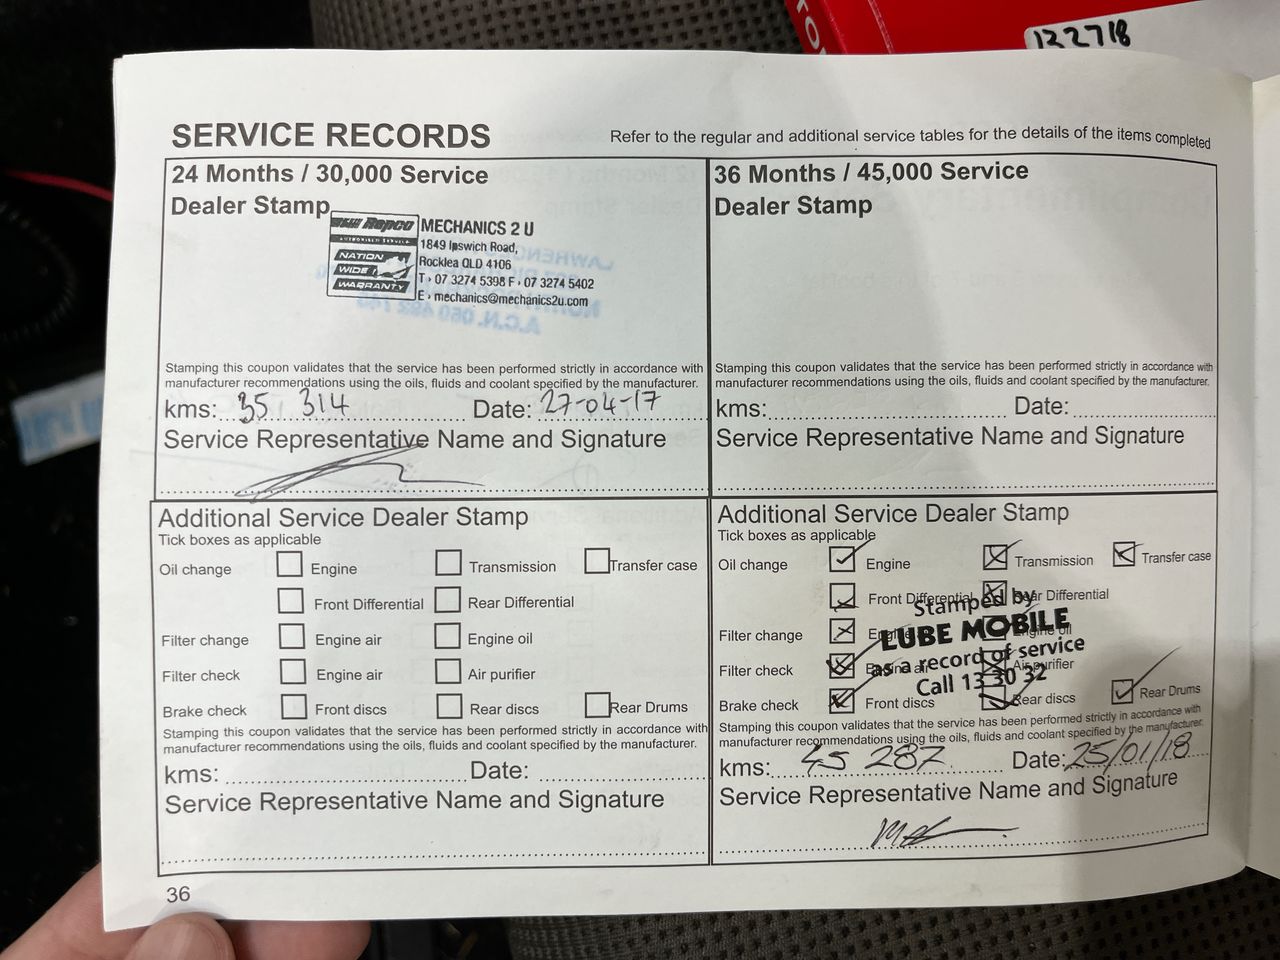 132718
SERVICE RECORDS
Refer to the regular and additional service tables for the details of the items completed
24 Months / 30,000 Service
Dealer Stamp
Repco
AUTHORISED SERVICE
NATION
WIDE
WARRANTY
MECHANICS 2 U
1849 Ipswich Road,
Rocklea QLD 4106
T 07 3274 5398 F 07 3274 5402
E mechanics@mechanics2u.com
Stamping this coupon validates that the service has been performed strictly in accordance with
manufacturer recommendations using the oils, fluids and coolant specified by the manufacturer.
kms: 35 314 Date: 27-04-17
Service Representative Name and Signature
36 Months / 45,000 Service
Dealer Stamp
Stamping this coupon validates that the service has been performed strictly in accordance with
manufacturer recommendations using the oils, fluids and coolant specified by the manufacturer.
kms: Date:
Service Representative Name and Signature
Additional Service Dealer Stamp
Tick boxes as applicable
Oil change Engine Transmission Transfer case
Front Differential Rear Differential
Filter change Engine air Engine oil
Filter check Engine air Air purifier
Brake check Front discs Rear discs Rear Drums
Stamping this coupon validates that the service has been performed strictly in accordance with
manufacturer recommendations using the oils, fluids and coolant specified by the manufacturer.
kms: Date:
Service Representative Name and Signature
Additional Service Dealer Stamp
Tick boxes as applicable
Oil change Engine Transmission Transfer case
Front Differential Rear Differential
Filter change Engine oil
Filter check Engine air Air purifier
Brake check Front discs Rear discs Rear Drums
Stamped by
LUBE MOBILE
as a record of service
Call 13 30 32
Stamping this coupon validates that the service has been performed strictly in accordance with
manufacturer recommendations using the oils, fluids and coolant specified by the manufacturer.
kms: 45 287 Date: 25/01/18
Service Representative Name and Signature
36